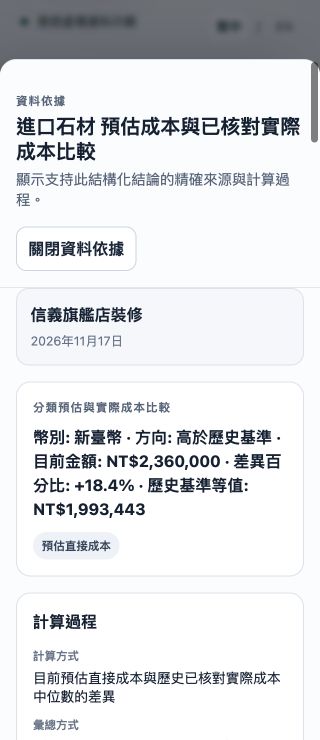 資料依據
進口石材 預估成本與已核對實際
成本比較
顯示支持此結構化結論的精確來源與計算過
程。
關閉資料依據
信義旗艦店裝修
2026年11月17日
分類預估與實際成本比較
幣別: 新臺幣 · 方向: 高於歷史基準 ·
目前金額: NT$2,360,000 · 差異百
分比: +18.4% · 歷史基準等值:
NT$1,993,443
預估直接成本
計算過程
計算方式
目前預估直接成本與歷史已核對實際成本
中位數的差異
彙總方式